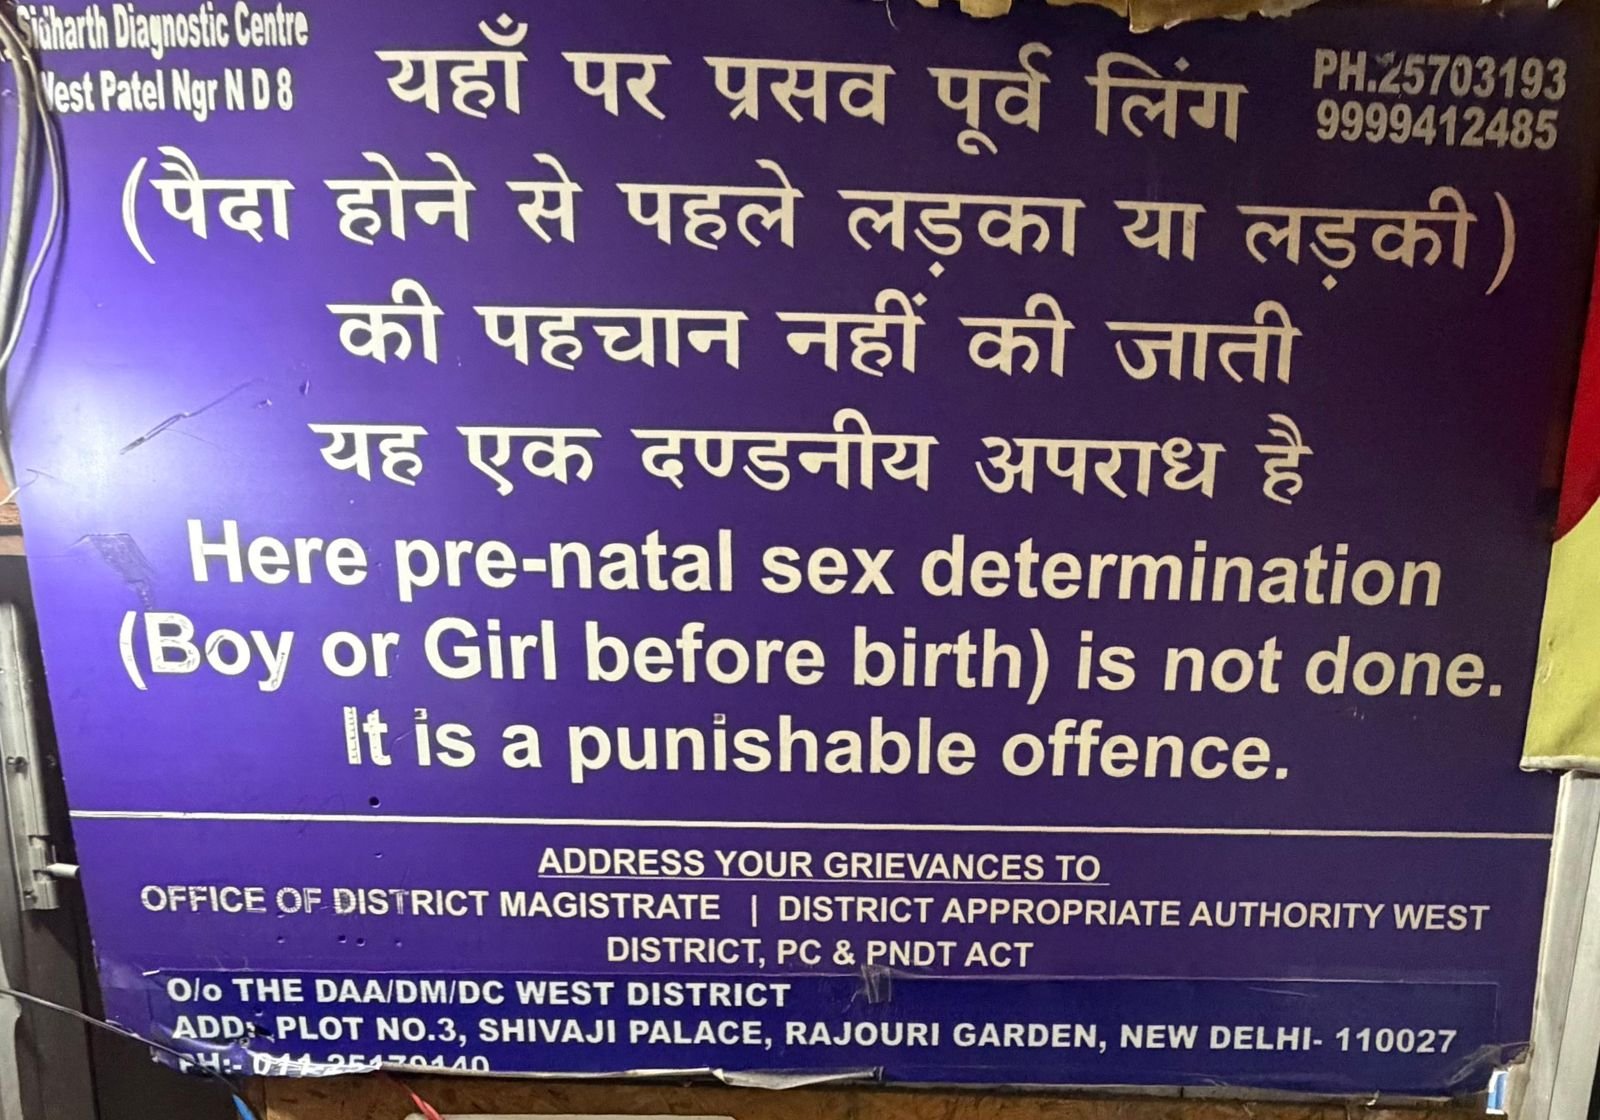 Sidharth Diagnostic Centre
West Patel Ngr N D 8
PH.25703193
9999412485
यहाँ पर प्रसव पूर्व लिंग
(पैदा होने से पहले लड़का या लड़की)
की पहचान नहीं की जाती
यह एक दण्डनीय अपराध है
Here pre-natal sex determination
(Boy or Girl before birth) is not done.
It is a punishable offence.
ADDRESS YOUR GRIEVANCES TO
OFFICE OF DISTRICT MAGISTRATE | DISTRICT APPROPRIATE AUTHORITY WEST
DISTRICT, PC & PNDT ACT
O/o THE DAA/DM/DC WEST DISTRICT
ADD: PLOT NO.3, SHIVAJI PALACE, RAJOURI GARDEN, NEW DELHI- 110027
PH:- 011-25170140